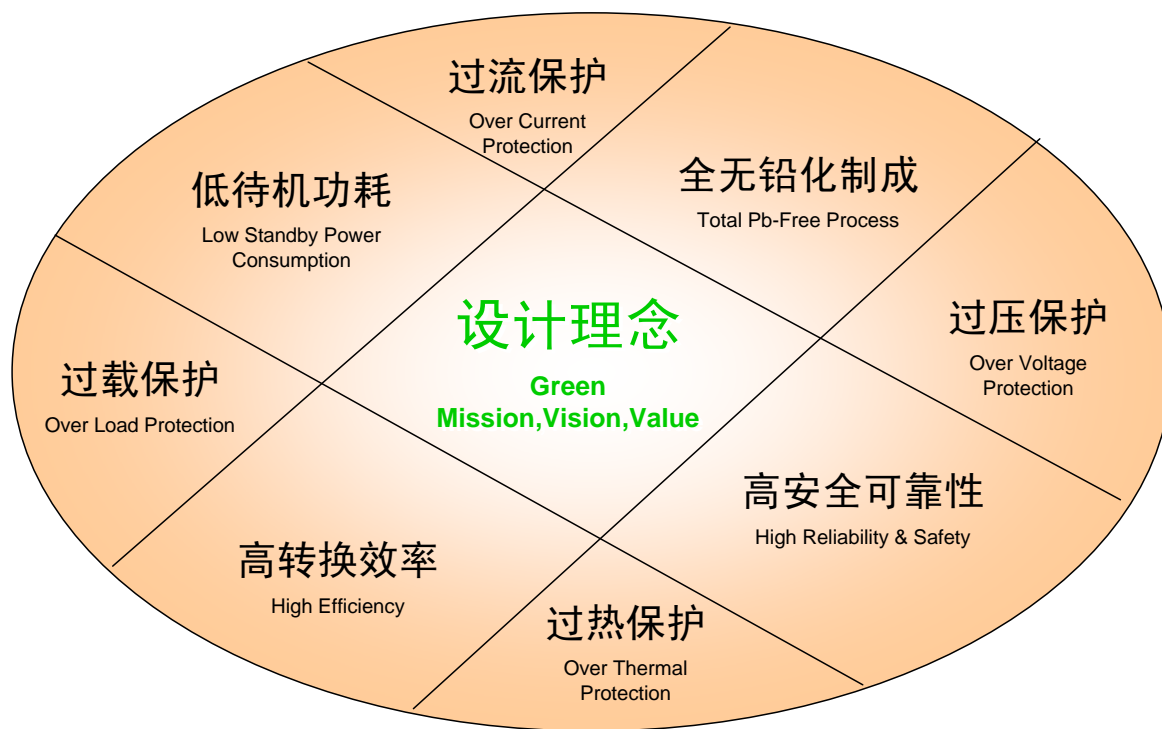 过流保护
Over Current
Protection
低待机功耗
Low Standby Power
Consumption
全无铅化制成
Total Pb-Free Process
设计理念
Green
Mission,Vision,Value
过压保护
Over Voltage
Protection
过载保护
Over Load Protection
高安全可靠性
High Reliability & Safety
高转换效率
High Efficiency
过热保护
Over Thermal
Protection